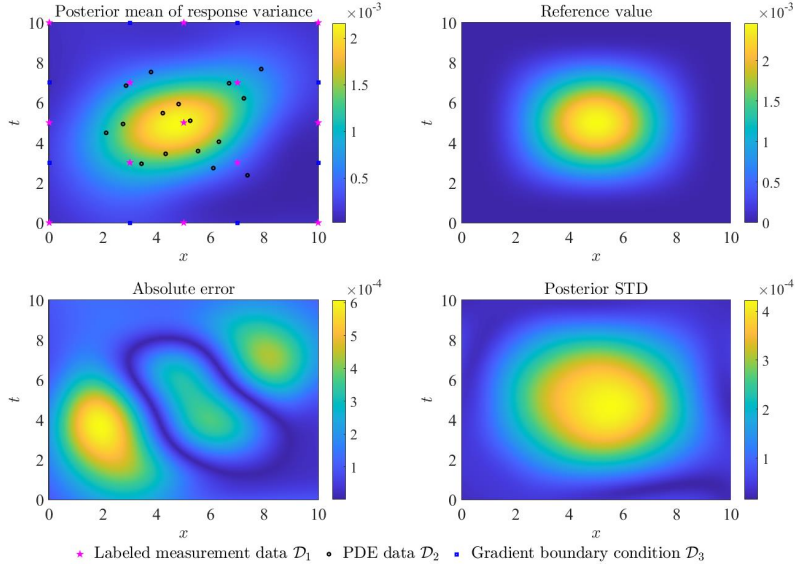 Posterior mean of response variance
×10⁻³
10
8
6
4
2
0
t
0 2 4 6 8 10
x
2
1.5
1
0.5
Reference value
×10⁻³
10
8
6
4
2
0
t
0 2 4 6 8 10
x
2
1.5
1
0.5
0
Absolute error
×10⁻⁴
10
8
6
4
2
0
t
0 2 4 6 8 10
x
6
5
4
3
2
1
Posterior STD
×10⁻⁴
10
8
6
4
2
0
t
0 2 4 6 8 10
x
4
3
2
1
Labeled measurement data 𝒟₁ PDE data 𝒟₂ Gradient boundary condition 𝒟₃